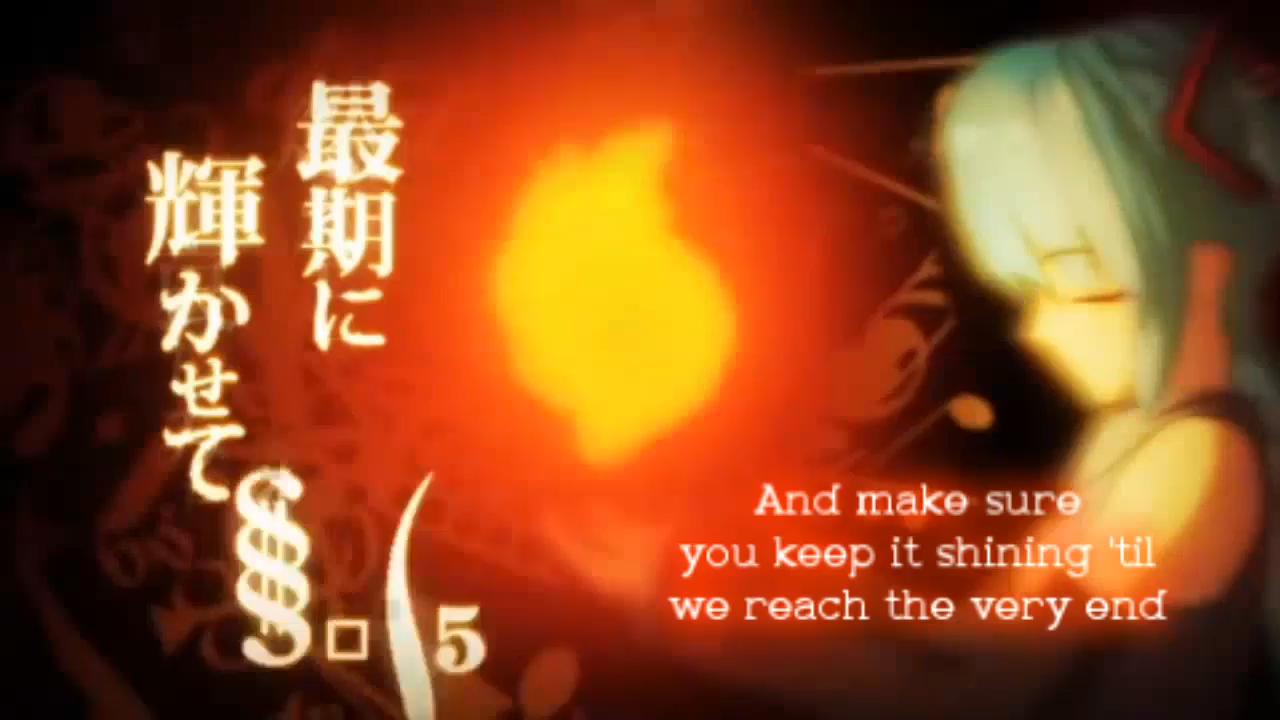 最期に
輝かせて
5
And make sure
you keep it shining 'til
we reach the very end